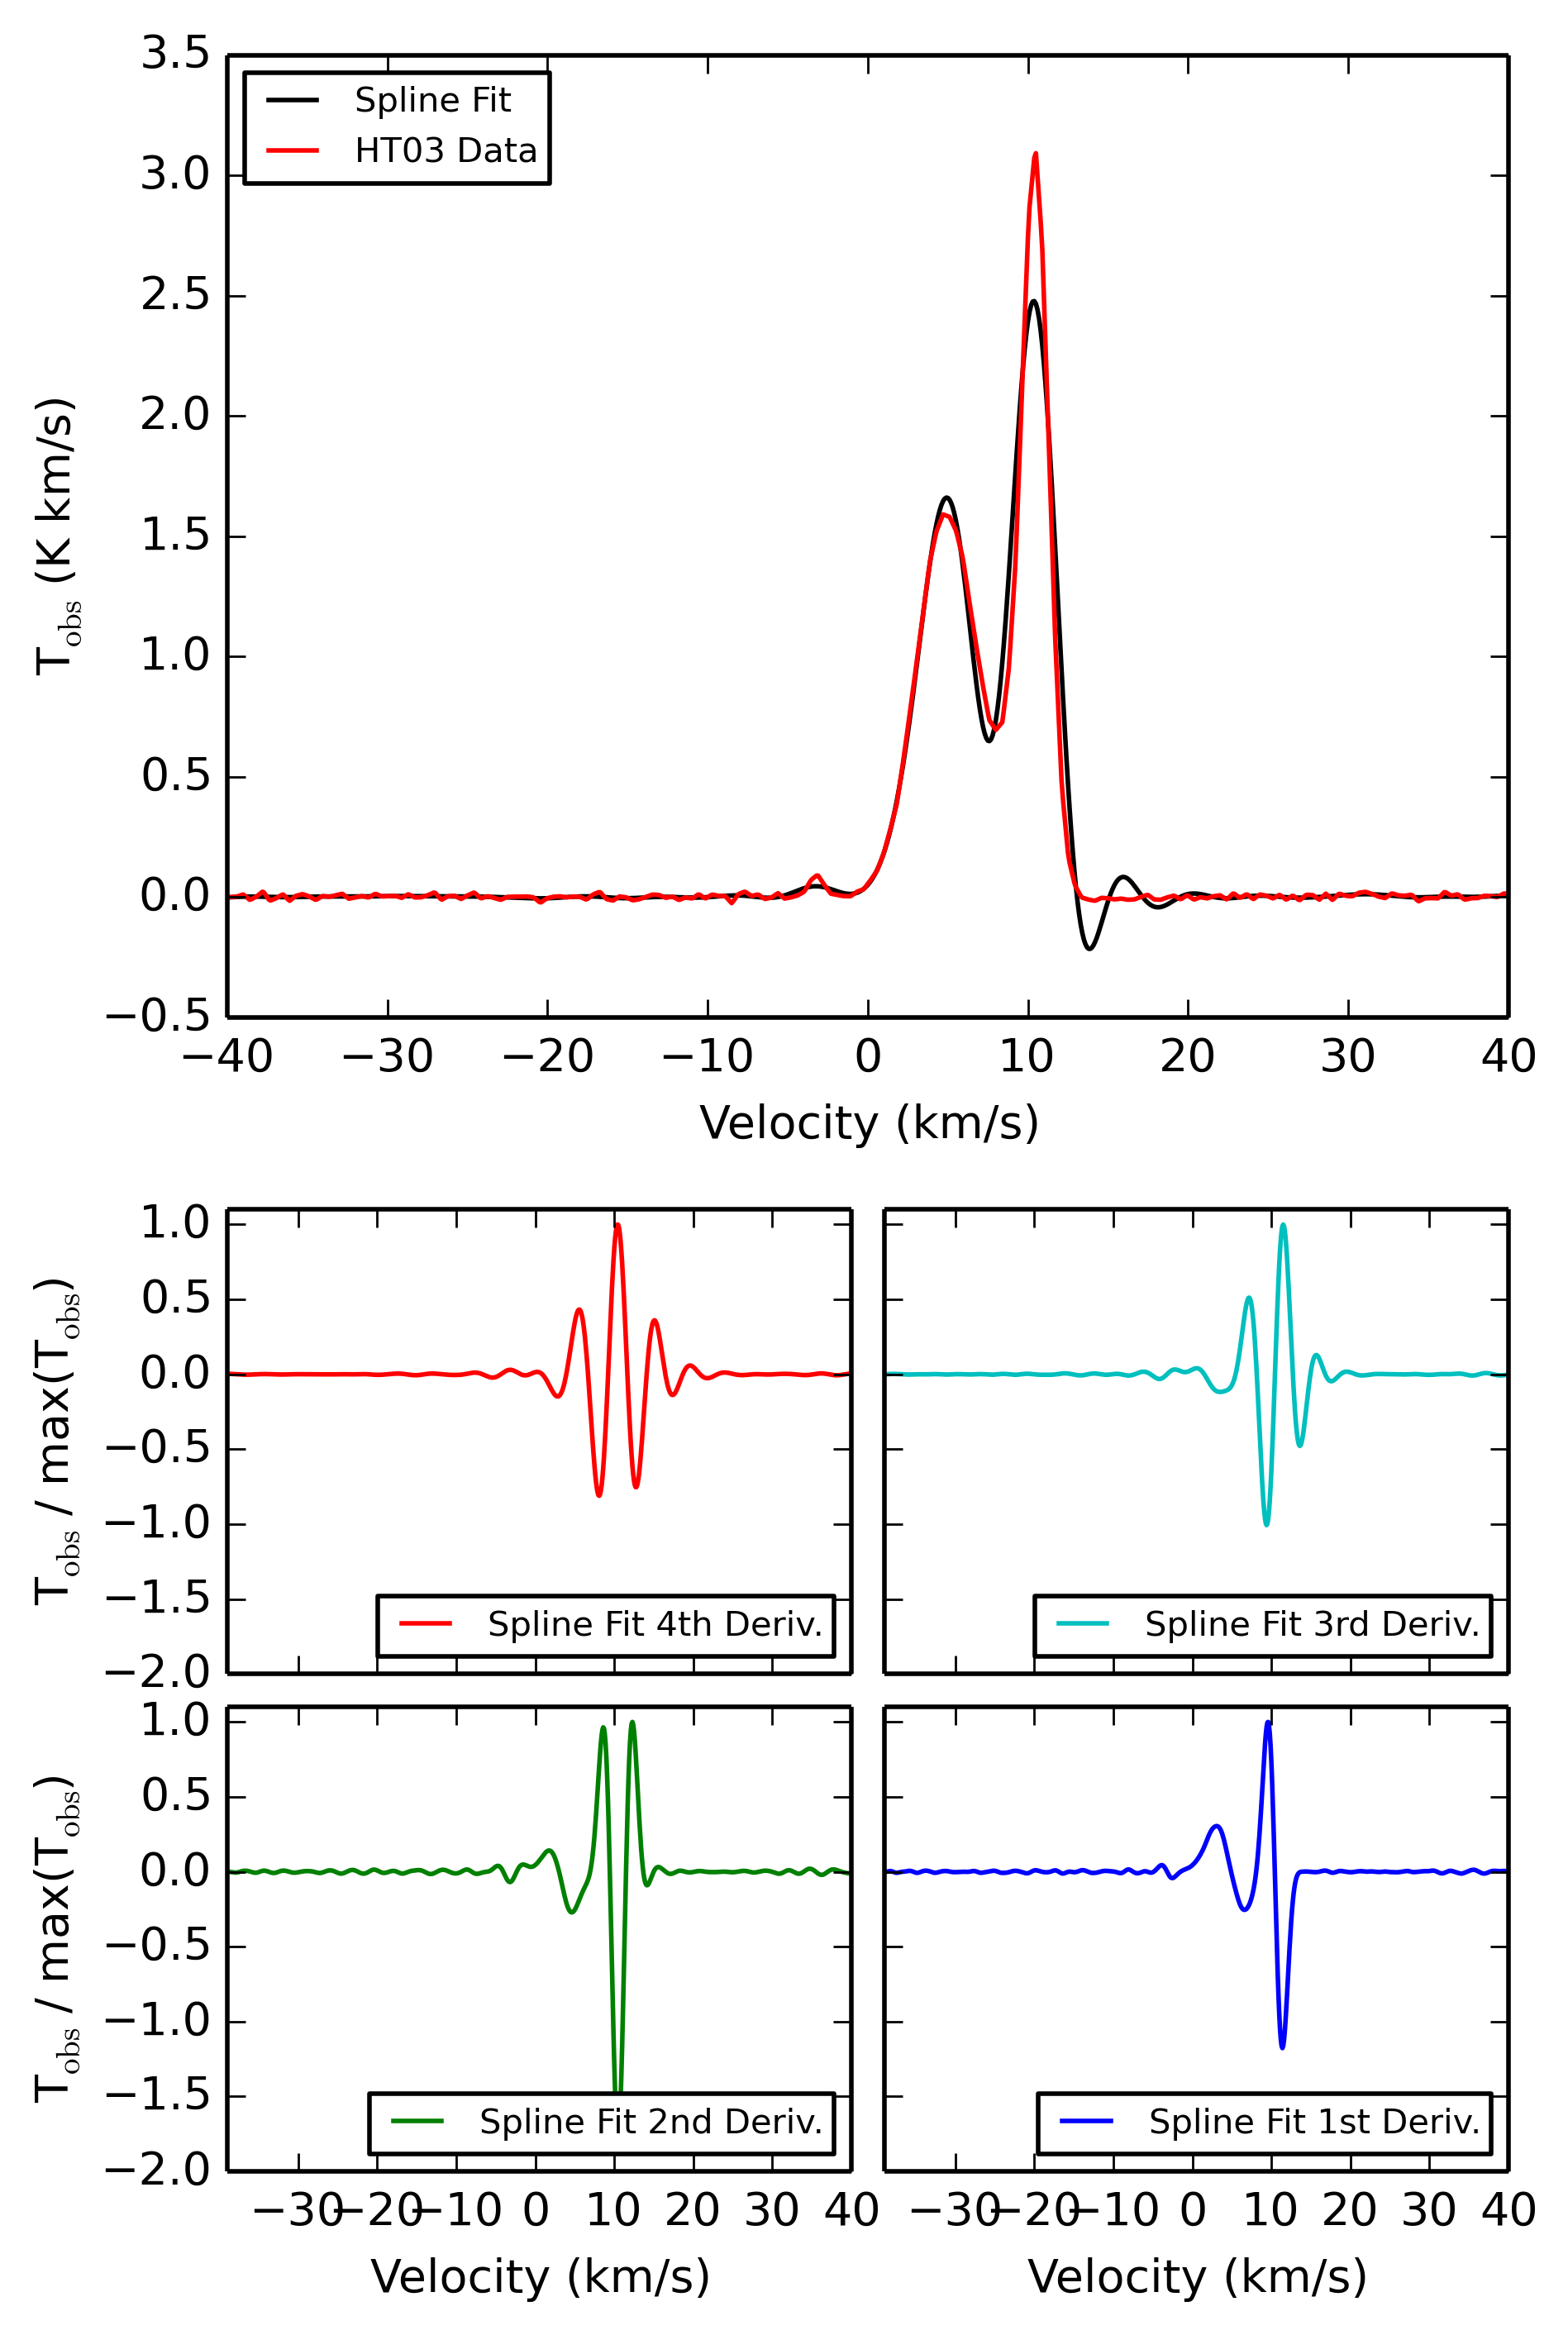 3.5
Spline Fit
HT03 Data
3.0
2.5
2.0
1.5
1.0
0.5
0.0
−0.5
T_obs (K km/s)
−40 −30 −20 −10 0 10 20 30 40
Velocity (km/s)
1.0
0.5
0.0
−0.5
−1.0
−1.5
−2.0
T_obs / max(T_obs)
Spline Fit 4th Deriv.
Spline Fit 3rd Deriv.
1.0
0.5
0.0
−0.5
−1.0
−1.5
−2.0
T_obs / max(T_obs)
Spline Fit 2nd Deriv.
Spline Fit 1st Deriv.
−30 −20 −10 0 10 20 30 40
−30 −20 −10 0 10 20 30 40
Velocity (km/s)
Velocity (km/s)